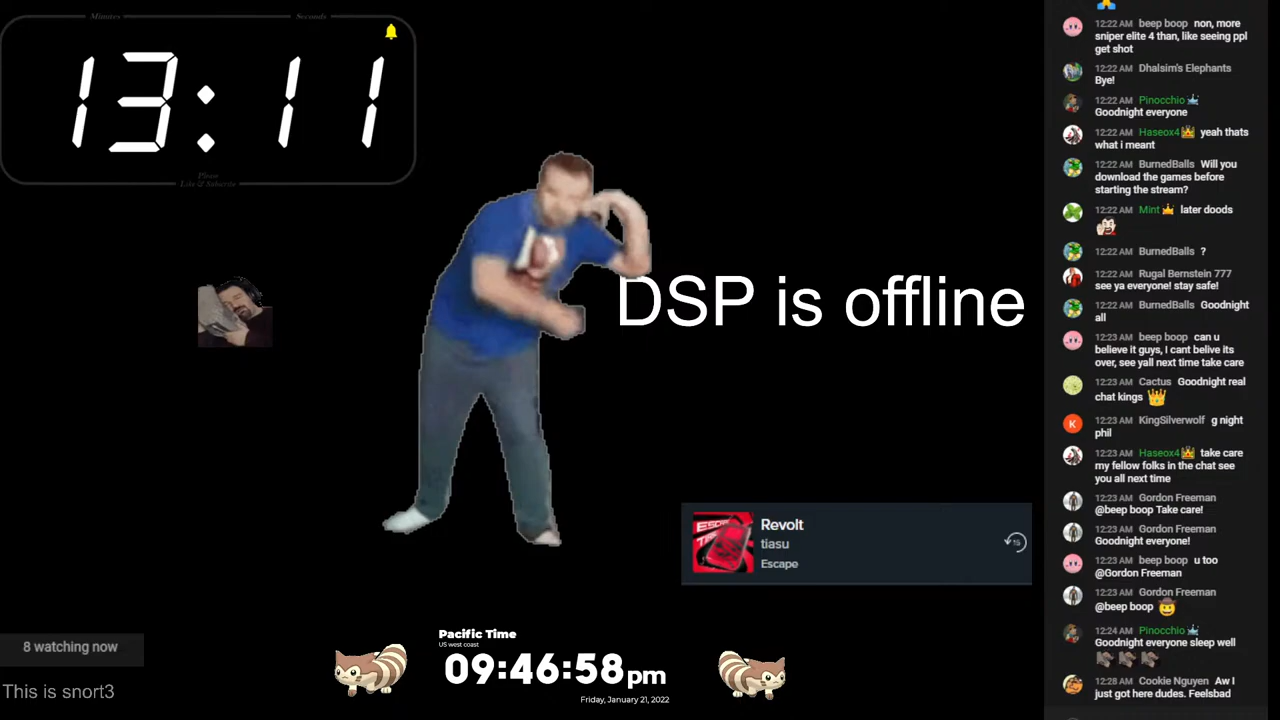 Minutes
Seconds
13:11
Please
Like & Subscribe
DSP is offline
Revolt
tiasu
Escape
15
8 watching now
This is snort3
Pacific Time
US west coast
09:46:58pm
Friday, January 21, 2022
12:22 AM beep boop non, more
sniper elite 4 than, like seeing ppl
get shot
12:22 AM Dhalsim's Elephants
Bye!
12:22 AM Pinocchio
Goodnight everyone
12:22 AM Haseox4 yeah thats
what i meant
12:22 AM BurnedBalls Will you
download the games before
starting the stream?
12:22 AM Mint later doods
12:22 AM BurnedBalls ?
12:22 AM Rugal Bernstein 777
see ya everyone! stay safe!
12:22 AM BurnedBalls Goodnight
all
12:23 AM beep boop can u
believe it guys, I cant belive its
over, see yall next time take care
12:23 AM Cactus Goodnight real
chat kings
12:23 AM KingSilverwolf g night
phil
12:23 AM Haseox4 take care
my fellow folks in the chat see
you all next time
12:23 AM Gordon Freeman
@beep boop Take care!
12:23 AM Gordon Freeman
Goodnight everyone!
12:23 AM beep boop u too
@Gordon Freeman
12:23 AM Gordon Freeman
@beep boop
12:24 AM Pinocchio
Goodnight everyone sleep well
12:28 AM Cookie Nguyen Aw I
just got here dudes. Feelsbad